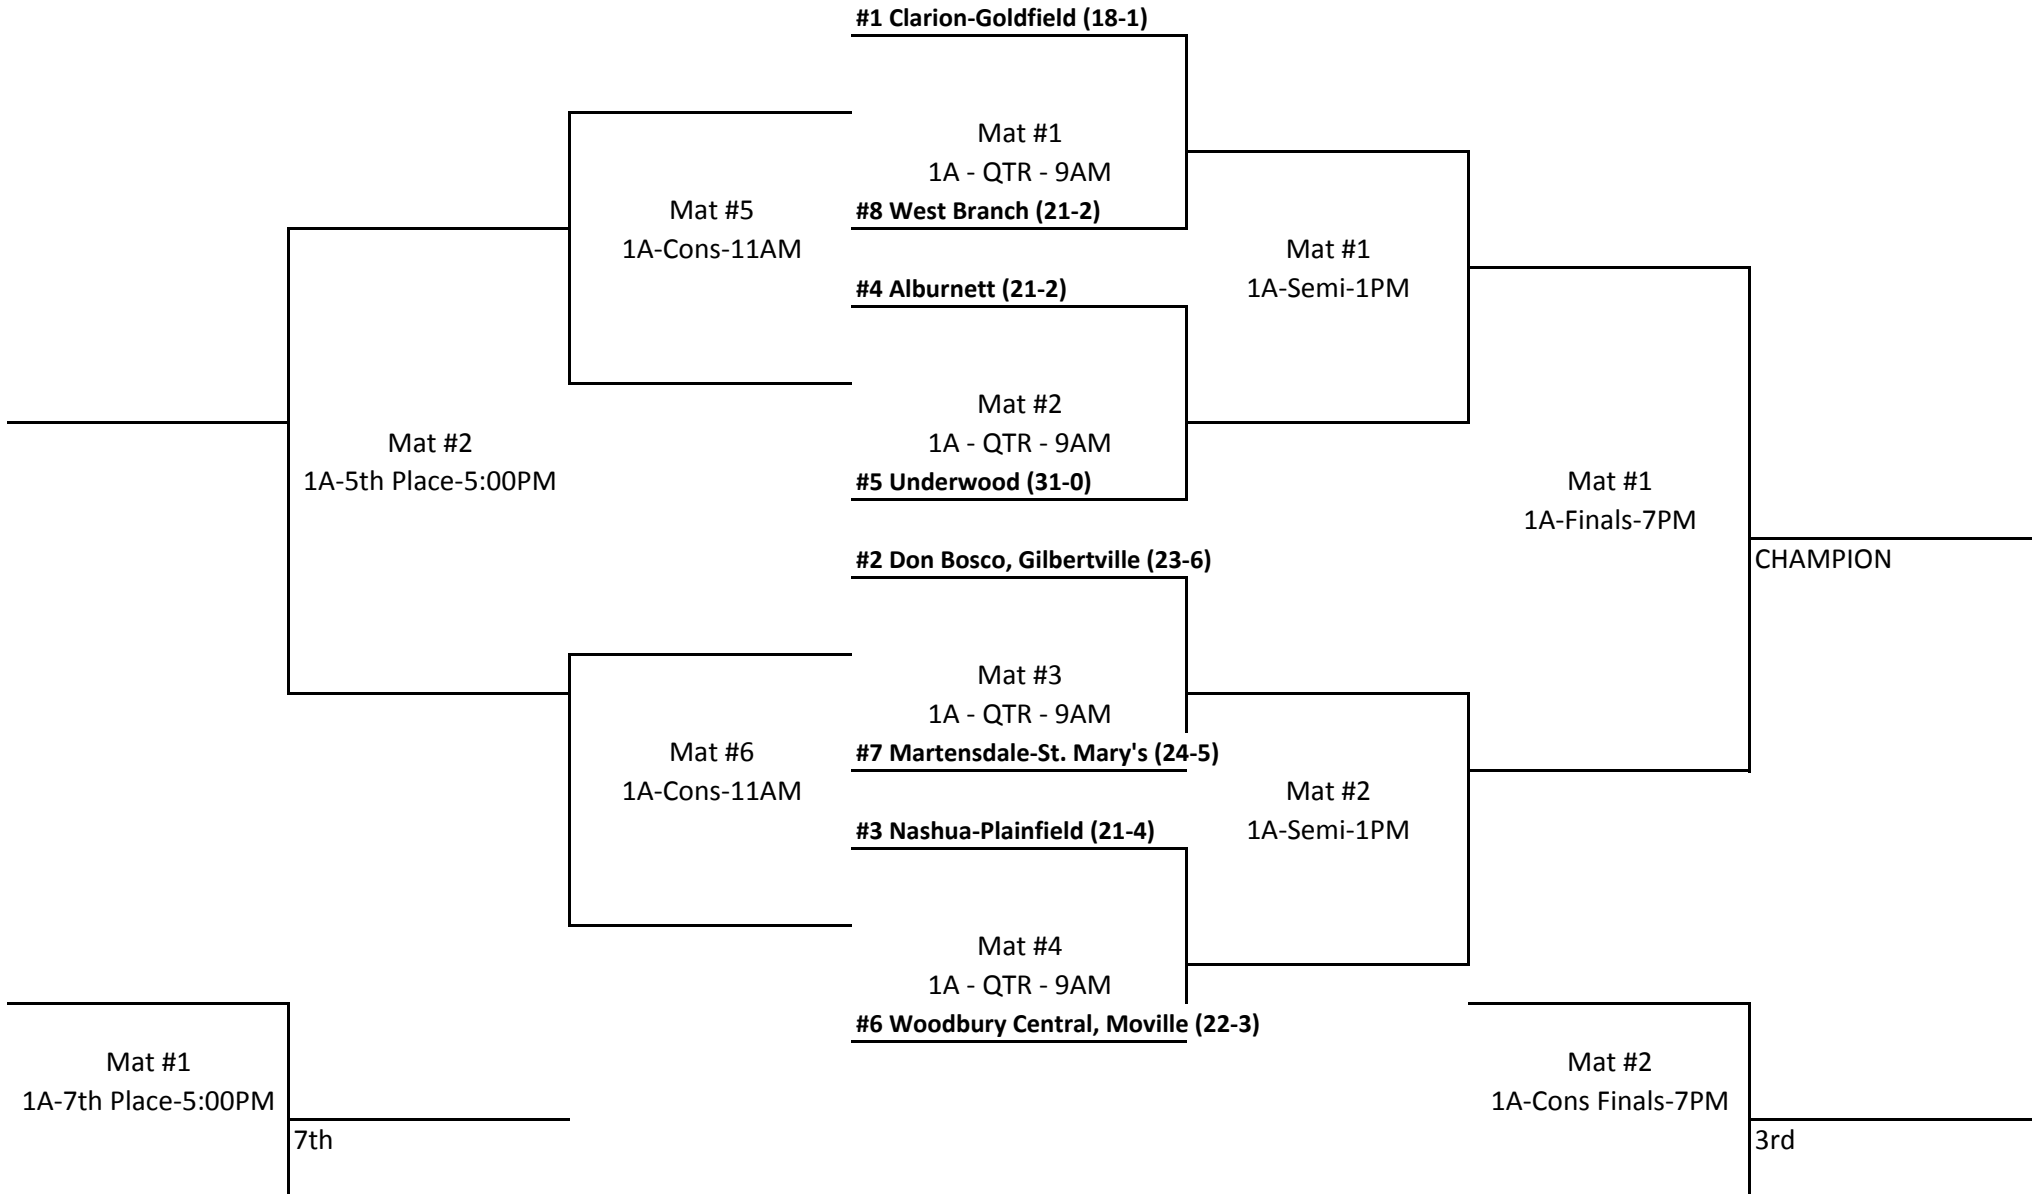 #1 Clarion-Goldfield (18-1)
Mat #1
1A - QTR - 9AM
#8 West Branch (21-2)
Mat #5
1A-Cons-11AM
Mat #1
1A-Semi-1PM
#4 Alburnett (21-2)
Mat #2
1A - QTR - 9AM
#5 Underwood (31-0)
Mat #2
1A-5th Place-5:00PM
Mat #1
1A-Finals-7PM
CHAMPION
#2 Don Bosco, Gilbertville (23-6)
Mat #3
1A - QTR - 9AM
#7 Martensdale-St. Mary's (24-5)
Mat #6
1A-Cons-11AM
Mat #2
1A-Semi-1PM
#3 Nashua-Plainfield (21-4)
Mat #4
1A - QTR - 9AM
#6 Woodbury Central, Moville (22-3)
Mat #1
1A-7th Place-5:00PM
7th
Mat #2
1A-Cons Finals-7PM
3rd